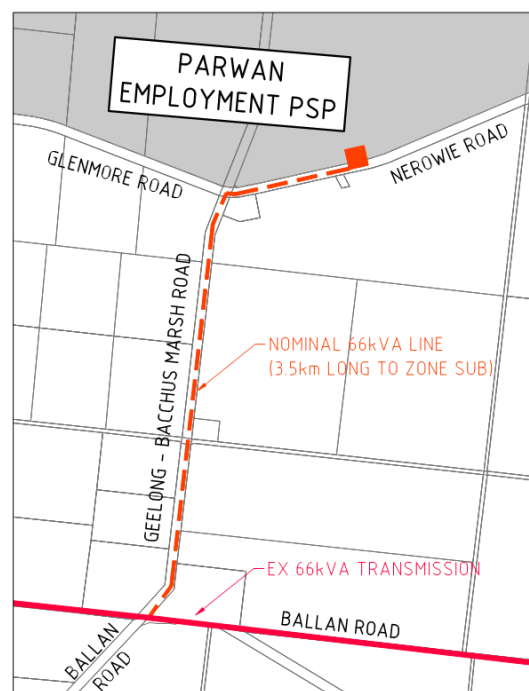 PARWAN
EMPLOYMENT PSP
GLENMORE ROAD
NEROWIE ROAD
GEELONG - BACCHUS MARSH ROAD
NOMINAL 66kVA LINE
(3.5km LONG TO ZONE SUB)
EX 66kVA TRANSMISSION
BALLAN ROAD
BALLAN
ROAD